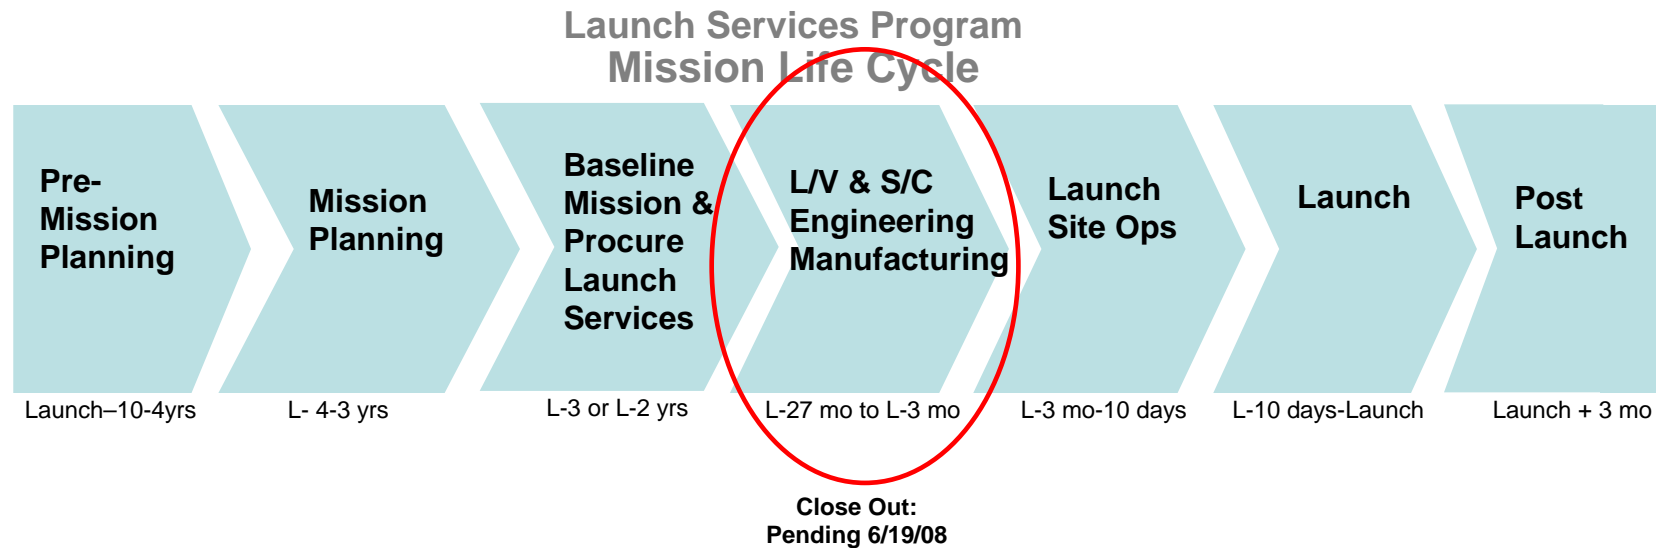 Launch Services Program
Mission Life Cycle
Pre-
Mission
Planning
Mission
Planning
Baseline
Mission &
Procure
Launch
Services
L/V & S/C
Engineering
Manufacturing
Launch
Site Ops
Launch
Post
Launch
Launch–10-4yrs
L- 4-3 yrs
L-3 or L-2 yrs
L-27 mo to L-3 mo
L-3 mo-10 days
L-10 days-Launch
Launch + 3 mo
Close Out:
Pending 6/19/08